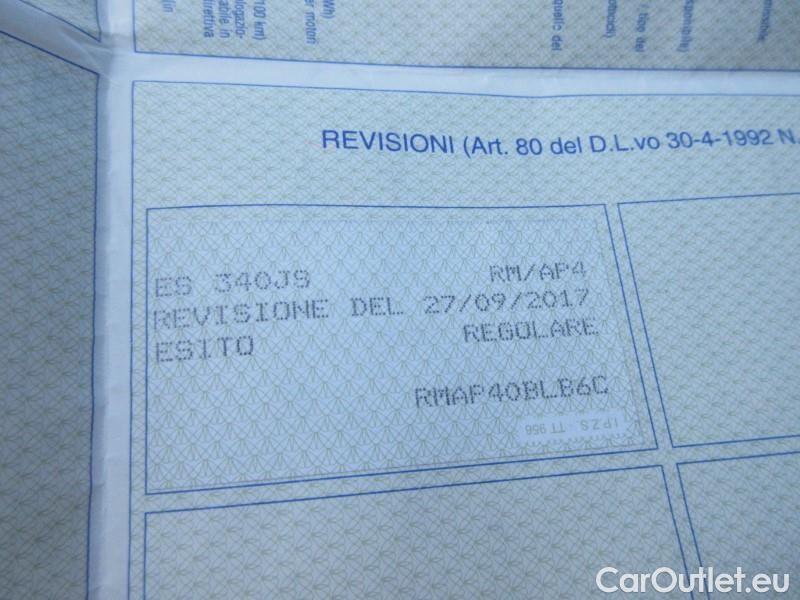 REVISIONI (Art. 80 del D.L.vo 30-4-1992 N.
ES 340JS RM/AP4
REVISIONE DEL 27/09/2017
ESITO REGOLARE
RMAP40BLB6C
I.P.Z.S. TT 956
CarOutlet.eu